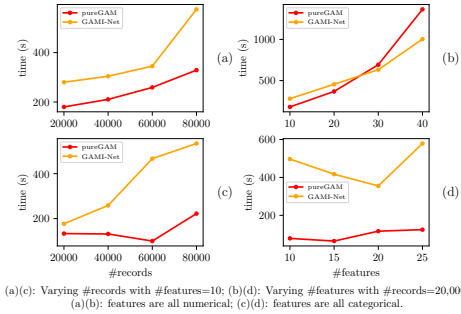 pureGAM
GAMI-Net
time (s)
400
200
20000 40000 60000 80000
(a)
pureGAM
GAMI-Net
time (s)
1000
500
10 20 30 40
(b)
pureGAM
GAMI-Net
time (s)
400
200
20000 40000 60000 80000
#records
(c)
pureGAM
GAMI-Net
time (s)
600
400
200
10 15 20 25
#features
(d)
(a)(c): Varying #records with #features=10; (b)(d): Varying #features with #records=20,00
(a)(b): features are all numerical; (c)(d): features are all categorical.